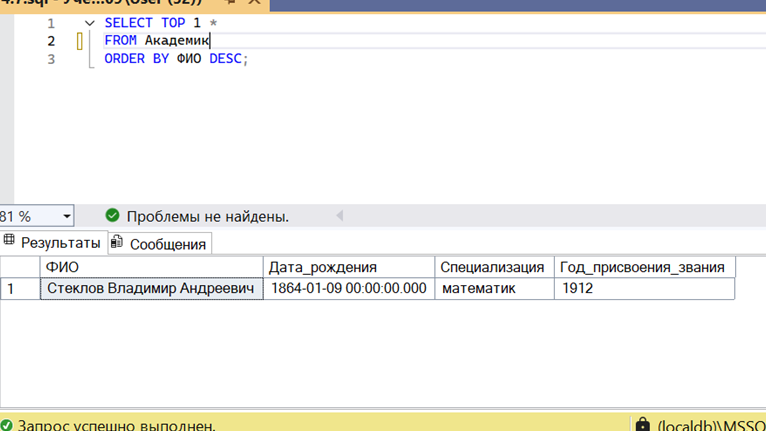 1 SELECT TOP 1 *
2 FROM Академик
3 ORDER BY ФИО DESC;
81 %
Проблемы не найдены.
Результаты Сообщения
ФИО Дата_рождения Специализация Год_присвоения_звания
1 Стеклов Владимир Андреевич 1864-01-09 00:00:00.000 математик 1912
Запрос успешно выполнен. (localdb)\MSSQ